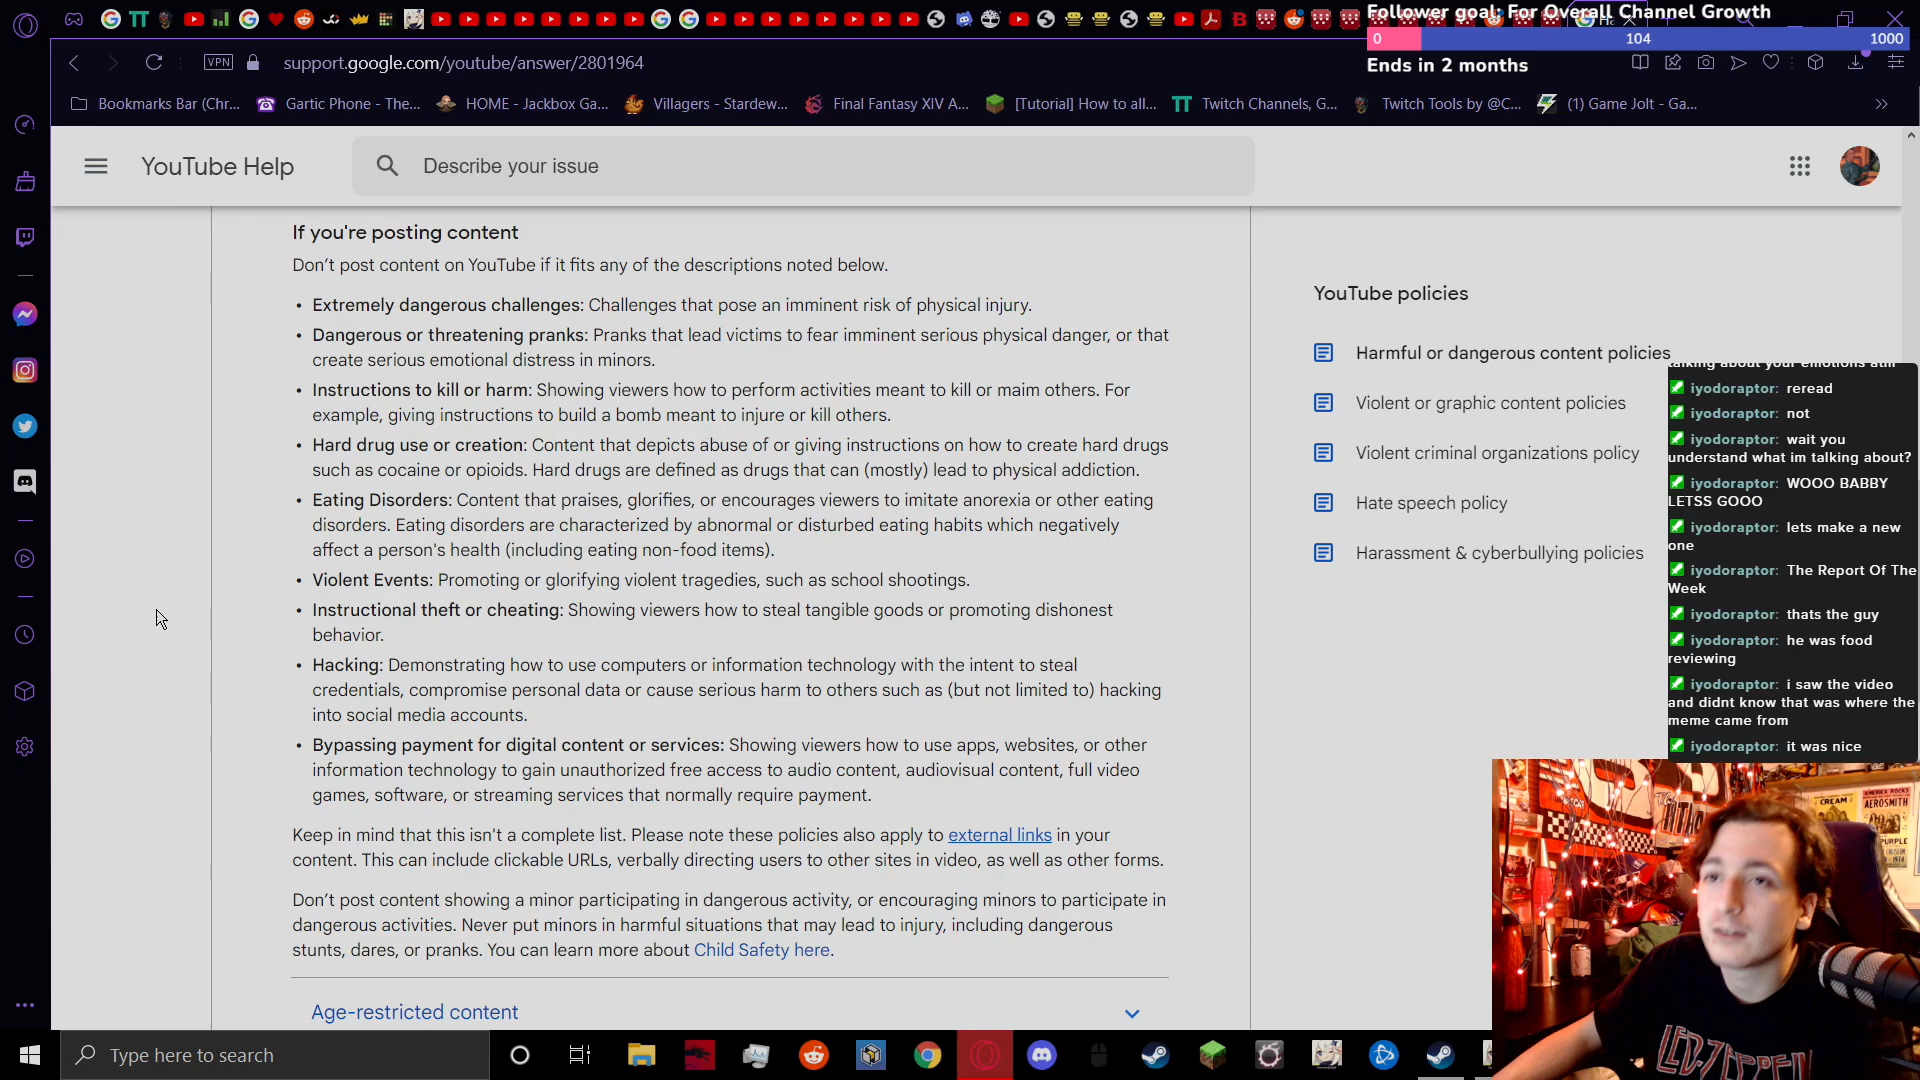 Follower goal: For Overall Channel Growth
0 104 1000
Ends in 2 months
VPN
support.google.com/youtube/answer/2801964
Bookmarks Bar (Chr...
Gartic Phone - The...
HOME - Jackbox Ga...
Villagers - Stardew...
Final Fantasy XIV A...
[Tutorial] How to all...
Twitch Channels, G...
Twitch Tools by @C...
(1) Game Jolt - Ga...
YouTube Help
Describe your issue
If you're posting content
Don't post content on YouTube if it fits any of the descriptions noted below.
• Extremely dangerous challenges: Challenges that pose an imminent risk of physical injury.
• Dangerous or threatening pranks: Pranks that lead victims to fear imminent serious physical danger, or that
create serious emotional distress in minors.
• Instructions to kill or harm: Showing viewers how to perform activities meant to kill or maim others. For
example, giving instructions to build a bomb meant to injure or kill others.
• Hard drug use or creation: Content that depicts abuse of or giving instructions on how to create hard drugs
such as cocaine or opioids. Hard drugs are defined as drugs that can (mostly) lead to physical addiction.
• Eating Disorders: Content that praises, glorifies, or encourages viewers to imitate anorexia or other eating
disorders. Eating disorders are characterized by abnormal or disturbed eating habits which negatively
affect a person's health (including eating non-food items).
• Violent Events: Promoting or glorifying violent tragedies, such as school shootings.
• Instructional theft or cheating: Showing viewers how to steal tangible goods or promoting dishonest
behavior.
• Hacking: Demonstrating how to use computers or information technology with the intent to steal
credentials, compromise personal data or cause serious harm to others such as (but not limited to) hacking
into social media accounts.
• Bypassing payment for digital content or services: Showing viewers how to use apps, websites, or other
information technology to gain unauthorized free access to audio content, audiovisual content, full video
games, software, or streaming services that normally require payment.
Keep in mind that this isn't a complete list. Please note these policies also apply to external links in your
content. This can include clickable URLs, verbally directing users to other sites in video, as well as other forms.
Don't post content showing a minor participating in dangerous activity, or encouraging minors to participate in
dangerous activities. Never put minors in harmful situations that may lead to injury, including dangerous
stunts, dares, or pranks. You can learn more about Child Safety here.
Age-restricted content
YouTube policies
Harmful or dangerous content policies
Violent or graphic content policies
Violent criminal organizations policy
Hate speech policy
Harassment & cyberbullying policies
talking about your emotions atm
iyodoraptor: reread
iyodoraptor: not
iyodoraptor: wait you
understand what im talking about?
iyodoraptor: WOOO BABBY
LETSS GOOO
iyodoraptor: lets make a new
one
iyodoraptor: The Report Of The
Week
iyodoraptor: thats the guy
iyodoraptor: he was food
reviewing
iyodoraptor: i saw the video
and didnt know that was where the
meme came from
iyodoraptor: it was nice
CREAM
AMERICA ROCKS
AEROSMITH
PURPLE
LED-ZEPPELIN
Type here to search